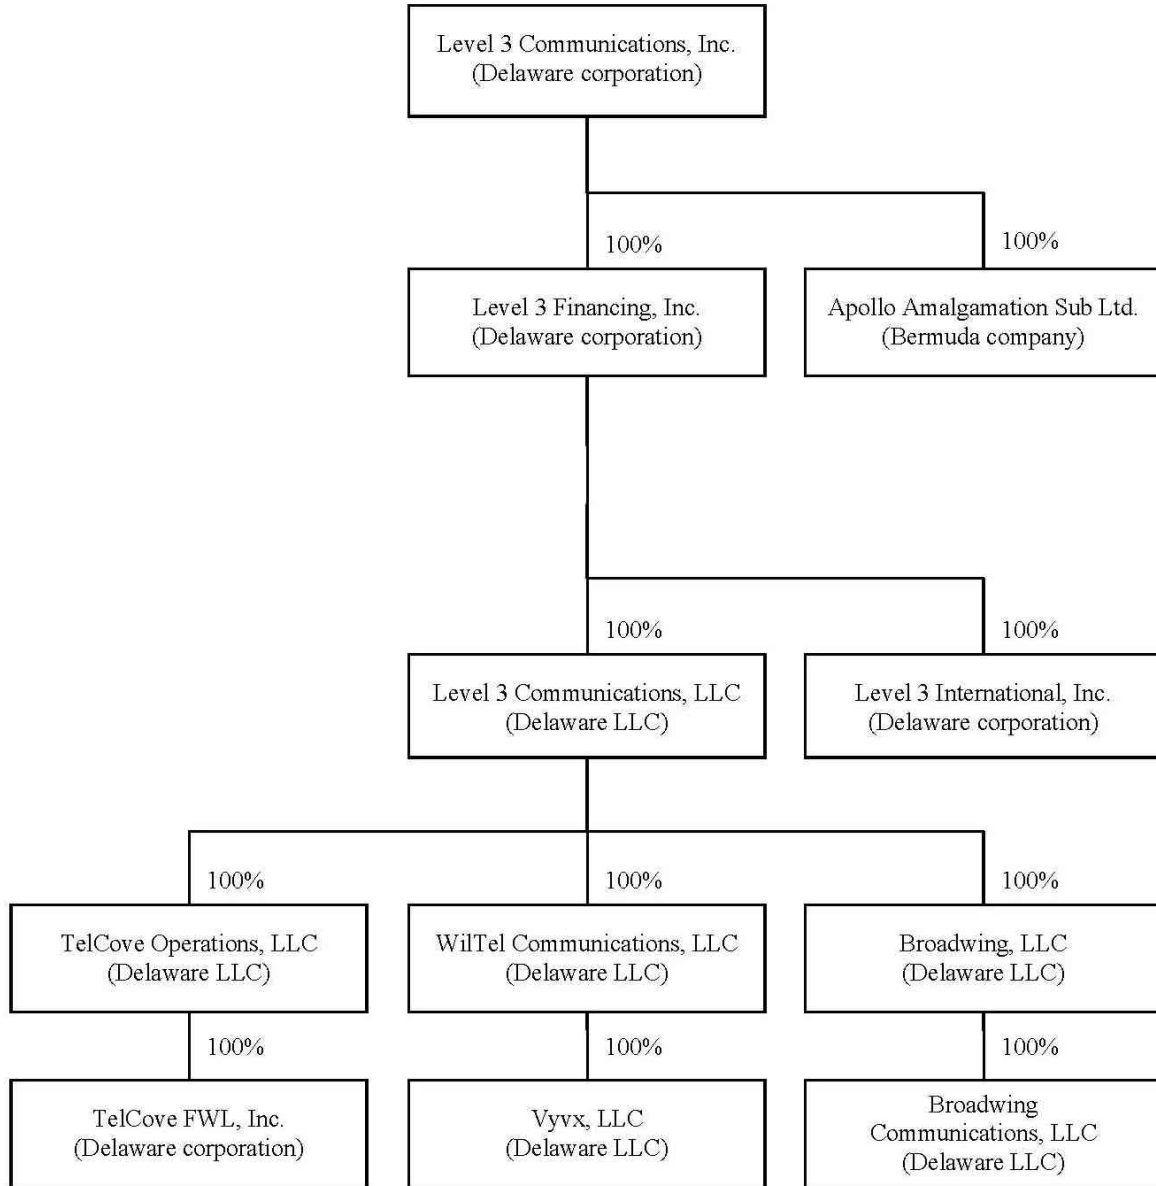 Level 3 Communications, Inc.
(Delaware corporation)
100%
100%
Level 3 Financing, Inc.
(Delaware corporation)
Apollo Amalgamation Sub Ltd.
(Bermuda company)
100%
100%
Level 3 Communications, LLC
(Delaware LLC)
Level 3 International, Inc.
(Delaware corporation)
100%
100%
100%
TelCove Operations, LLC
(Delaware LLC)
WilTel Communications, LLC
(Delaware LLC)
Broadwing, LLC
(Delaware LLC)
100%
100%
100%
TelCove FWL, Inc.
(Delaware corporation)
Vyvx, LLC
(Delaware LLC)
Broadwing
Communications, LLC
(Delaware LLC)